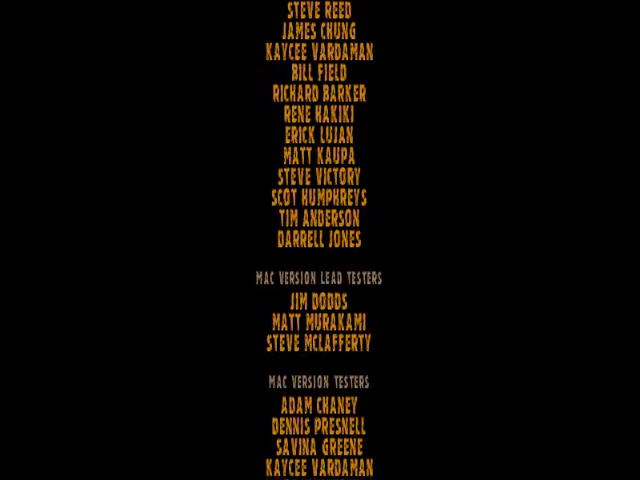 STEVE REED
JAMES CHUNG
KAYCEE VARDAMAN
BILL FIELD
RICHARD BARKER
RENE HAKIKI
ERICK LUJAN
MATT KAUPA
STEVE VICTORY
SCOT HUMPHREYS
TIM ANDERSON
DARRELL JONES
MAC VERSION LEAD TESTERS
JIM DODDS
MATT MURAKAMI
STEVE MCLAFFERTY
MAC VERSION TESTERS
ADAM CHANEY
DENNIS PRESNELL
SAVINA GREENE
KAYCEE VARDAMAN